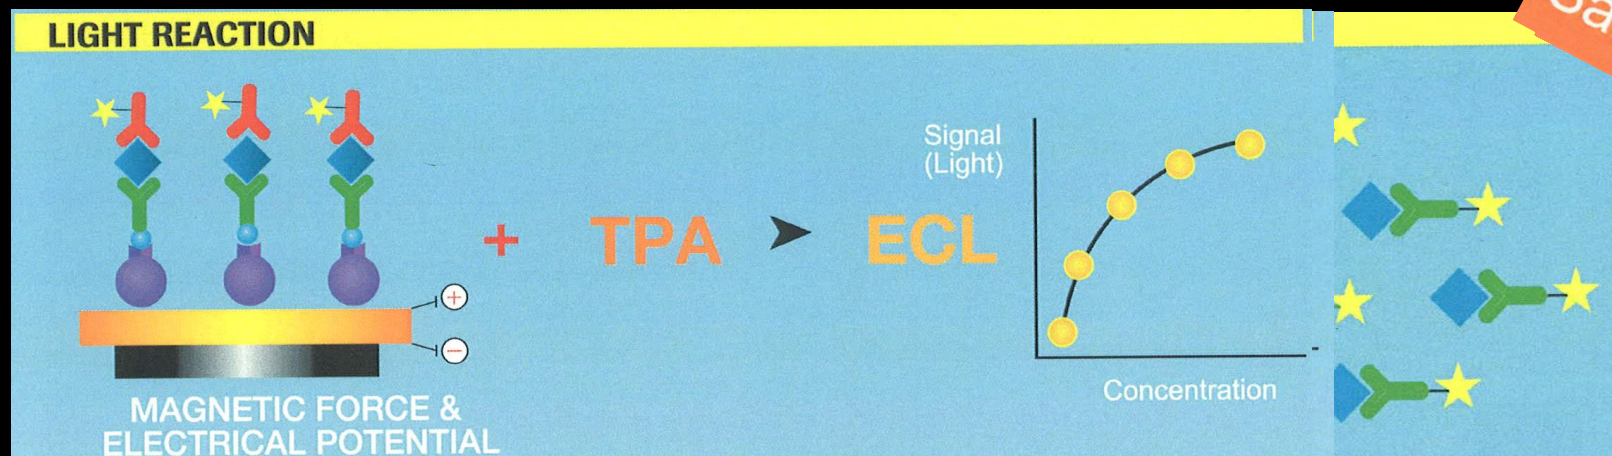 LIGHT REACTION
Signal
(Light)
+ TPA ➤ ECL
+
−
Concentration
MAGNETIC FORCE &
ELECTRICAL POTENTIAL